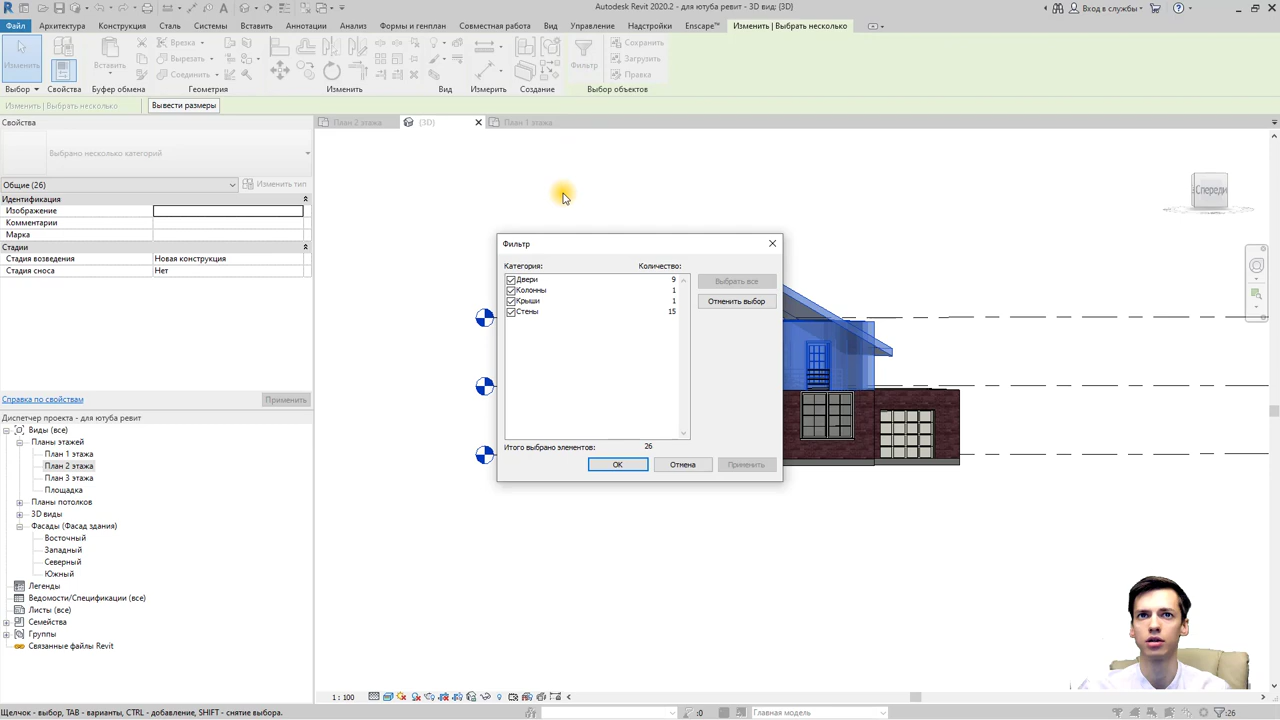 Autodesk Revit 2020.2 - для ютуба ревит - 3D вид: {3D}
Вход в службы
Файл Архитектура Конструкция Сталь Системы Вставить Аннотации Анализ Формы и генплан Совместная работа Вид Управление Надстройки Enscape™ Изменить | Выбрать несколько
Изменить
Вставить
Врезка
Вырезать
Соединить
Фильтр
Сохранить
Загрузить
Правка
Выбор Свойства Буфер обмена Геометрия Изменить Вид Измерить Создание Выбор объектов
Изменить | Выбрать несколько Вывести размеры
Свойства
План 2 этажа {3D} План 1 этажа
Выбрано несколько категорий
Общие (26) Изменить тип
Идентификация
Изображение
Комментарии
Марка
Стадии
Стадия возведения Новая конструкция
Стадия сноса Нет
Справка по свойствам Применить
Диспетчер проекта - для ютуба ревит
Виды (все)
Планы этажей
План 1 этажа
План 2 этажа
План 3 этажа
Площадка
Планы потолков
3D виды
Фасады (Фасад здания)
Восточный
Западный
Северный
Южный
Легенды
Ведомости/Спецификации (все)
Листы (все)
Семейства
Группы
Связанные файлы Revit
Спереди
Фильтр
Категория: Количество:
Двери 9
Колонны 1
Крыши 1
Стены 15
Выбрать все
Отменить выбор
Итого выбрано элементов: 26
OK Отмена Применить
1 : 100
Щелчок - выбор, TAB - варианты, CTRL - добавление, SHIFT - снятие выбора. :0 Главная модель :26